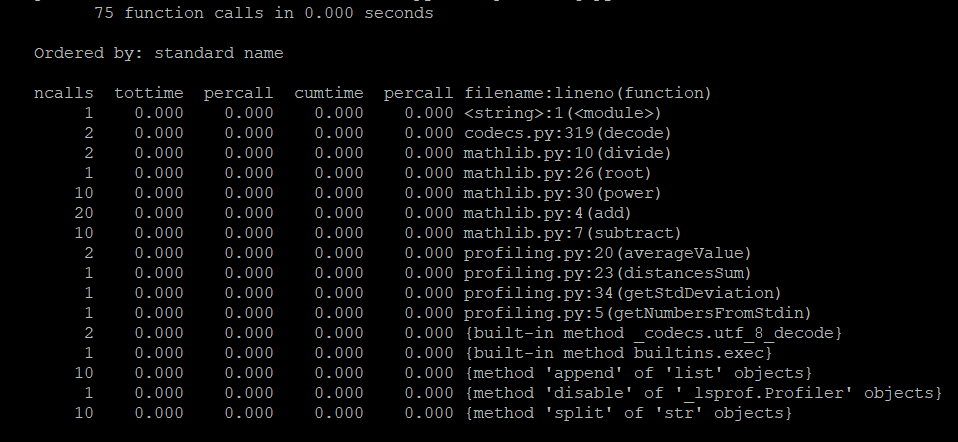 75 function calls in 0.000 seconds
Ordered by: standard name
ncalls tottime percall cumtime percall filename:lineno(function)
1 0.000 0.000 0.000 0.000 <string>:1(<module>)
2 0.000 0.000 0.000 0.000 codecs.py:319(decode)
2 0.000 0.000 0.000 0.000 mathlib.py:10(divide)
1 0.000 0.000 0.000 0.000 mathlib.py:26(root)
10 0.000 0.000 0.000 0.000 mathlib.py:30(power)
20 0.000 0.000 0.000 0.000 mathlib.py:4(add)
10 0.000 0.000 0.000 0.000 mathlib.py:7(subtract)
2 0.000 0.000 0.000 0.000 profiling.py:20(averageValue)
1 0.000 0.000 0.000 0.000 profiling.py:23(distancesSum)
1 0.000 0.000 0.000 0.000 profiling.py:34(getStdDeviation)
1 0.000 0.000 0.000 0.000 profiling.py:5(getNumbersFromStdin)
2 0.000 0.000 0.000 0.000 {built-in method _codecs.utf_8_decode}
1 0.000 0.000 0.000 0.000 {built-in method builtins.exec}
10 0.000 0.000 0.000 0.000 {method 'append' of 'list' objects}
1 0.000 0.000 0.000 0.000 {method 'disable' of '_lsprof.Profiler' objects}
10 0.000 0.000 0.000 0.000 {method 'split' of 'str' objects}